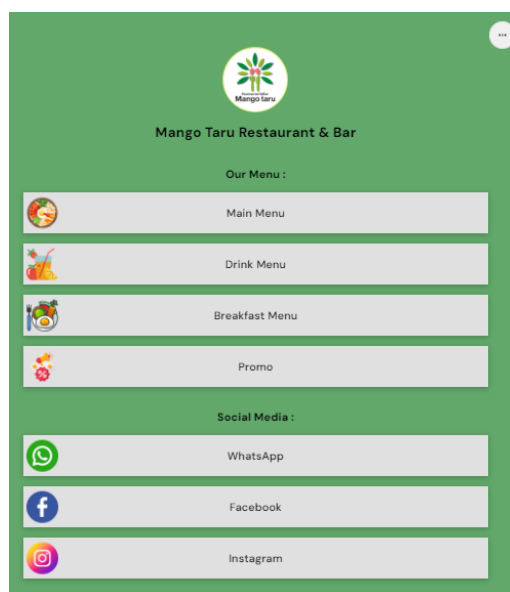 Mango taru
Mango Taru Restaurant & Bar
Our Menu :
Main Menu
Drink Menu
Breakfast Menu
Promo
Social Media :
WhatsApp
Facebook
Instagram